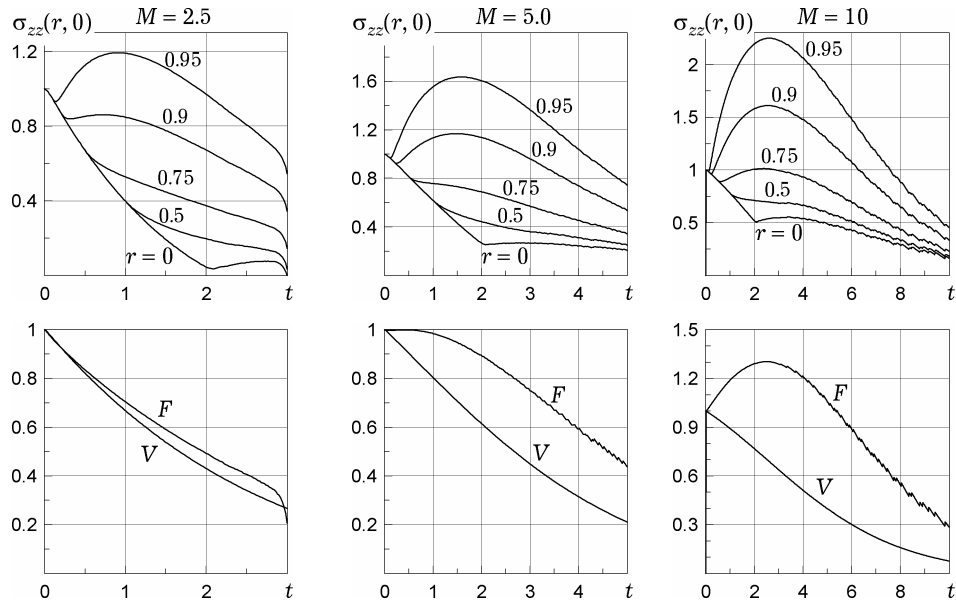 σzz(r, 0) M = 2.5
1.2
0.8
0.4
0.95
0.9
0.75
0.5
r = 0
0 1 2 t
σzz(r, 0) M = 5.0
1.6
1.2
0.8
0.4
0.95
0.9
0.75
0.5
r = 0
0 1 2 3 4 t
σzz(r, 0) M = 10
2
1.5
1
0.5
0.95
0.9
0.75
0.5
r = 0
0 2 4 6 8 10 t
1
0.8
0.6
0.4
0.2
F
V
0 1 2 t
1
0.8
0.6
0.4
0.2
F
V
0 1 2 3 4 t
1.5
1.2
0.9
0.6
0.3
F
V
0 2 4 6 8 10 t